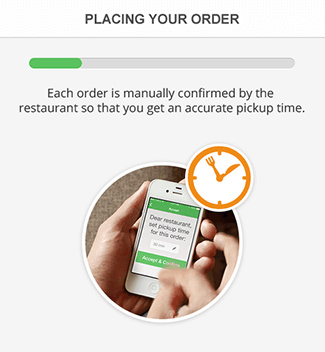 PLACING YOUR ORDER
Each order is manually confirmed by the
restaurant so that you get an accurate pickup time.
Dear restaurant,
set pickup time
for this order:
Accept & Confirm